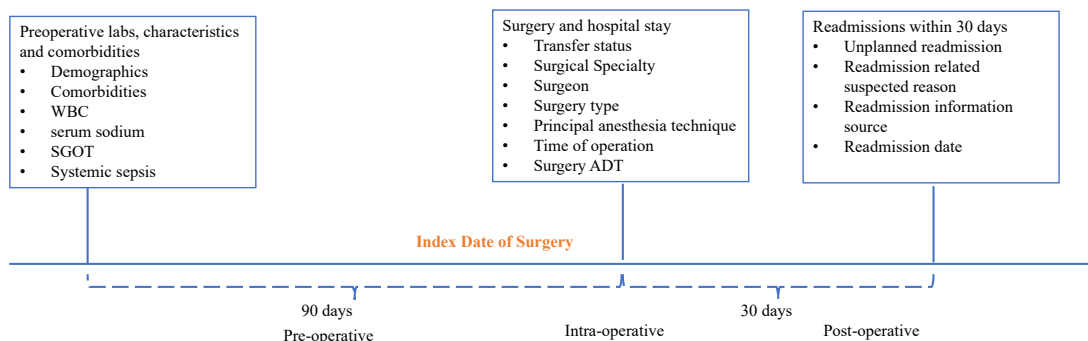 Preoperative labs, characteristics
and comorbidities
• Demographics
• Comorbidities
• WBC
• serum sodium
• SGOT
• Systemic sepsis
Surgery and hospital stay
• Transfer status
• Surgical Specialty
• Surgeon
• Surgery type
• Principal anesthesia technique
• Time of operation
• Surgery ADT
Readmissions within 30 days
• Unplanned readmission
• Readmission related
suspected reason
• Readmission information
source
• Readmission date
Index Date of Surgery
90 days
30 days
Pre-operative
Intra-operative
Post-operative